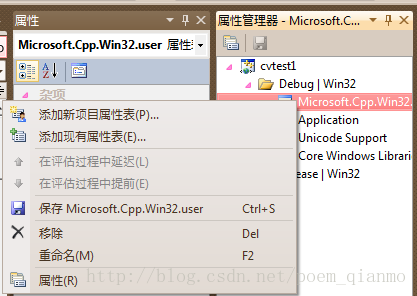 属性
Microsoft.Cpp.Win32.user 属性表
杂项
添加新项目属性表(P)...
添加现有属性表(E)...
在评估过程中延迟(L)
在评估过程中提前(E)
保存 Microsoft.Cpp.Win32.user Ctrl+S
移除 Del
重命名(M) F2
属性(R)
属性管理器 - Microsoft.C...
cvtest1
Debug | Win32
Microsoft.Cpp.Win32.
Application
Unicode Support
Core Windows Librari
ease | Win32
http://blog.csdn.net/poem_qianmo